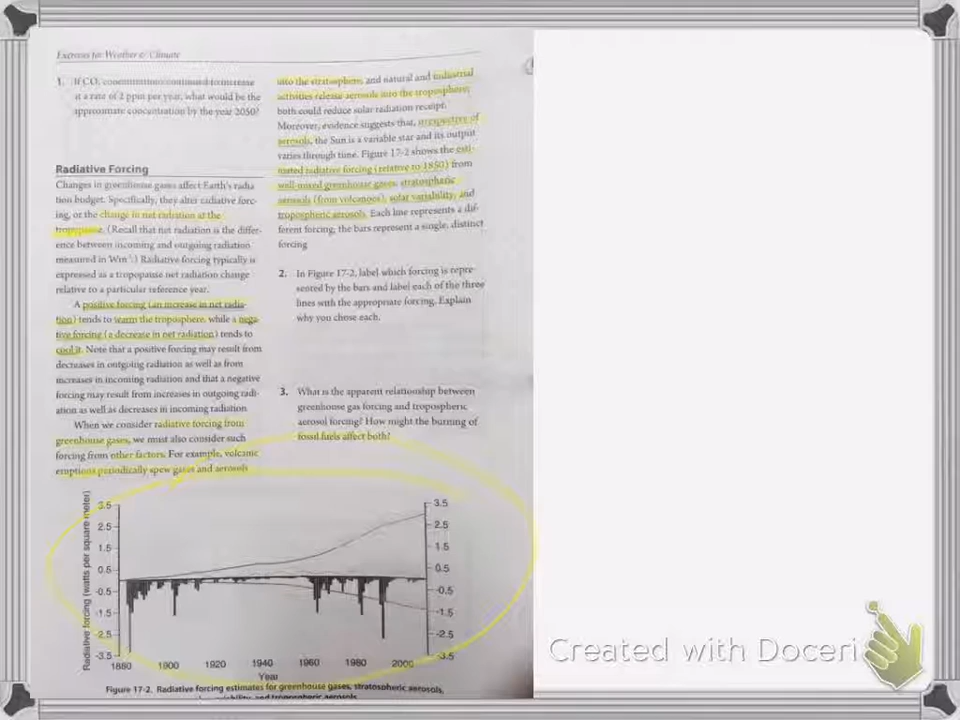 Exercises for Weather & Climate
1. If CO₂ concentrations continued to increase
at a rate of 2 ppm per year, what would be the
approximate concentration by the year 2050?
Radiative Forcing
Changes in greenhouse gases affect Earth's radia-
tion budget. Specifically, they alter radiative forc-
ing, or the change in net radiation at the
tropopause. (Recall that net radiation is the differ-
ence between incoming and outgoing radiation
measured in Wm⁻².) Radiative forcing typically is
expressed as a tropopause net radiation change
relative to a particular reference year.
A positive forcing (an increase in net radia-
tion) tends to warm the troposphere, while a nega-
tive forcing (a decrease in net radiation) tends to
cool it. Note that a positive forcing may result from
decreases in outgoing radiation as well as from
increases in incoming radiation and that a negative
forcing may result from increases in outgoing radi-
ation as well as decreases in incoming radiation
When we consider radiative forcing from
greenhouse gases, we must also consider such
forcing from other factors. For example, volcanic
eruptions periodically spew gases and aerosols
into the stratosphere, and natural and industrial
activities release aerosols into the troposphere;
both could reduce solar radiation receipt.
Moreover, evidence suggests that, irrespective of
aerosols, the Sun is a variable star and its output
varies through time. Figure 17-2 shows the esti-
mated radiative forcing (relative to 1850) from
well-mixed greenhouse gases, stratospheric
aerosols (from volcanoes), solar variability, and
tropospheric aerosols. Each line represents a dif-
ferent forcing; the bars represent a single, distinct
forcing
2. In Figure 17-2, label which forcing is repre-
sented by the bars and label each of the three
lines with the appropriate forcing. Explain
why you chose each.
3. What is the apparent relationship between
greenhouse gas forcing and tropospheric
aerosol forcing? How might the burning of
fossil fuels affect both?
Radiative forcing (watts per square meter)
3.5 3.5
2.5 2.5
1.5 1.5
0.5 0.5
-0.5 -0.5
-1.5 -1.5
-2.5 -2.5
-3.5 -3.5
1880 1900 1920 1940 1960 1980 2000
Year
Figure 17-2. Radiative forcing estimates for greenhouse gases, stratospheric aerosols,
variability, and tropospheric aerosols
Created with Doceri